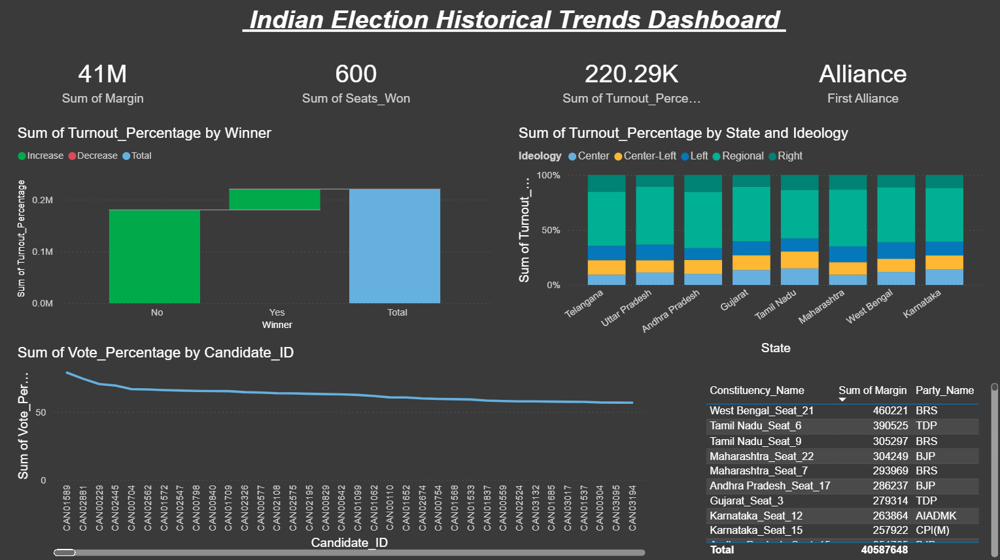 Indian Election Historical Trends Dashboard
41M
Sum of Margin
600
Sum of Seats_Won
220.29K
Sum of Turnout_Perce...
Alliance
First Alliance
Sum of Turnout_Percentage by Winner
Increase Decrease Total
Sum of Turnout_Percentage
0.2M
0.1M
0.0M
No Yes Total
Winner
Sum of Turnout_Percentage by State and Ideology
Ideology Center Center-Left Left Regional Right
Sum of Turnout_...
100%
50%
0%
Telangana
Uttar Pradesh
Andhra Pradesh
Gujarat
Tamil Nadu
Maharashtra
West Bengal
Karnataka
State
Sum of Vote_Percentage by Candidate_ID
Sum of Vote_Per...
50
0
CAN01589
CAN02881
CAN00229
CAN02445
CAN00704
CAN02562
CAN01572
CAN02547
CAN00798
CAN00840
CAN01709
CAN02326
CAN00577
CAN02108
CAN02575
CAN02195
CAN00829
CAN00642
CAN01099
CAN01062
CAN00110
CAN01652
CAN02674
CAN00754
CAN01568
CAN01533
CAN01837
CAN00559
CAN02524
CAN03132
CAN01685
CAN03017
CAN01537
CAN00304
CAN03095
CAN03194
Candidate_ID
Constituency_Name Sum of Margin Party_Name
West Bengal_Seat_21 460221 BRS
Tamil Nadu_Seat_6 390525 TDP
Tamil Nadu_Seat_9 305297 BRS
Maharashtra_Seat_22 304249 BJP
Maharashtra_Seat_7 293969 BRS
Andhra Pradesh_Seat_17 286237 BJP
Gujarat_Seat_3 279314 TDP
Karnataka_Seat_12 263864 AIADMK
Karnataka_Seat_15 257922 CPI(M)
Total 40587648